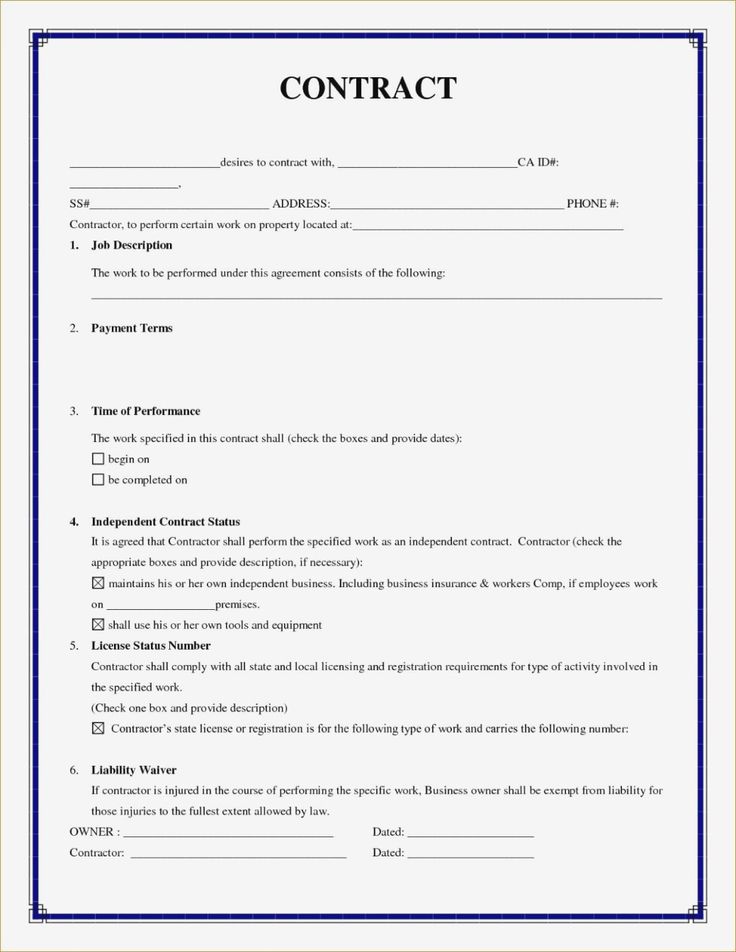 CONTRACT
_________________________desires to contract with, ______________________________CA ID#:
__________________,
SS#______________________________ ADDRESS:_______________________________________ PHONE #:
Contractor, to perform certain work on property located at:_____________________________________________
1. Job Description
The work to be performed under this agreement consists of the following:
_______________________________________________________________________________________________
2. Payment Terms
3. Time of Performance
The work specified in this contract shall (check the boxes and provide dates):
☐ begin on
☐ be completed on
4. Independent Contract Status
It is agreed that Contractor shall perform the specified work as an independent contract. Contractor (check the
appropriate boxes and provide description, if necessary):
☒ maintains his or her own independent business. Including business insurance & workers Comp, if employees work
on __________________premises.
☒ shall use his or her own tools and equipment
5. License Status Number
Contractor shall comply with all state and local licensing and registration requirements for type of activity involved in
the specified work.
(Check one box and provide description)
☒ Contractor's state license or registration is for the following type of work and carries the following number:
6. Liability Waiver
If contractor is injured in the course of performing the specific work, Business owner shall be exempt from liability for
those injuries to the fullest extent allowed by law.
OWNER : ___________________________________ Dated: _____________________
Contractor: ____________________________________ Dated: _____________________